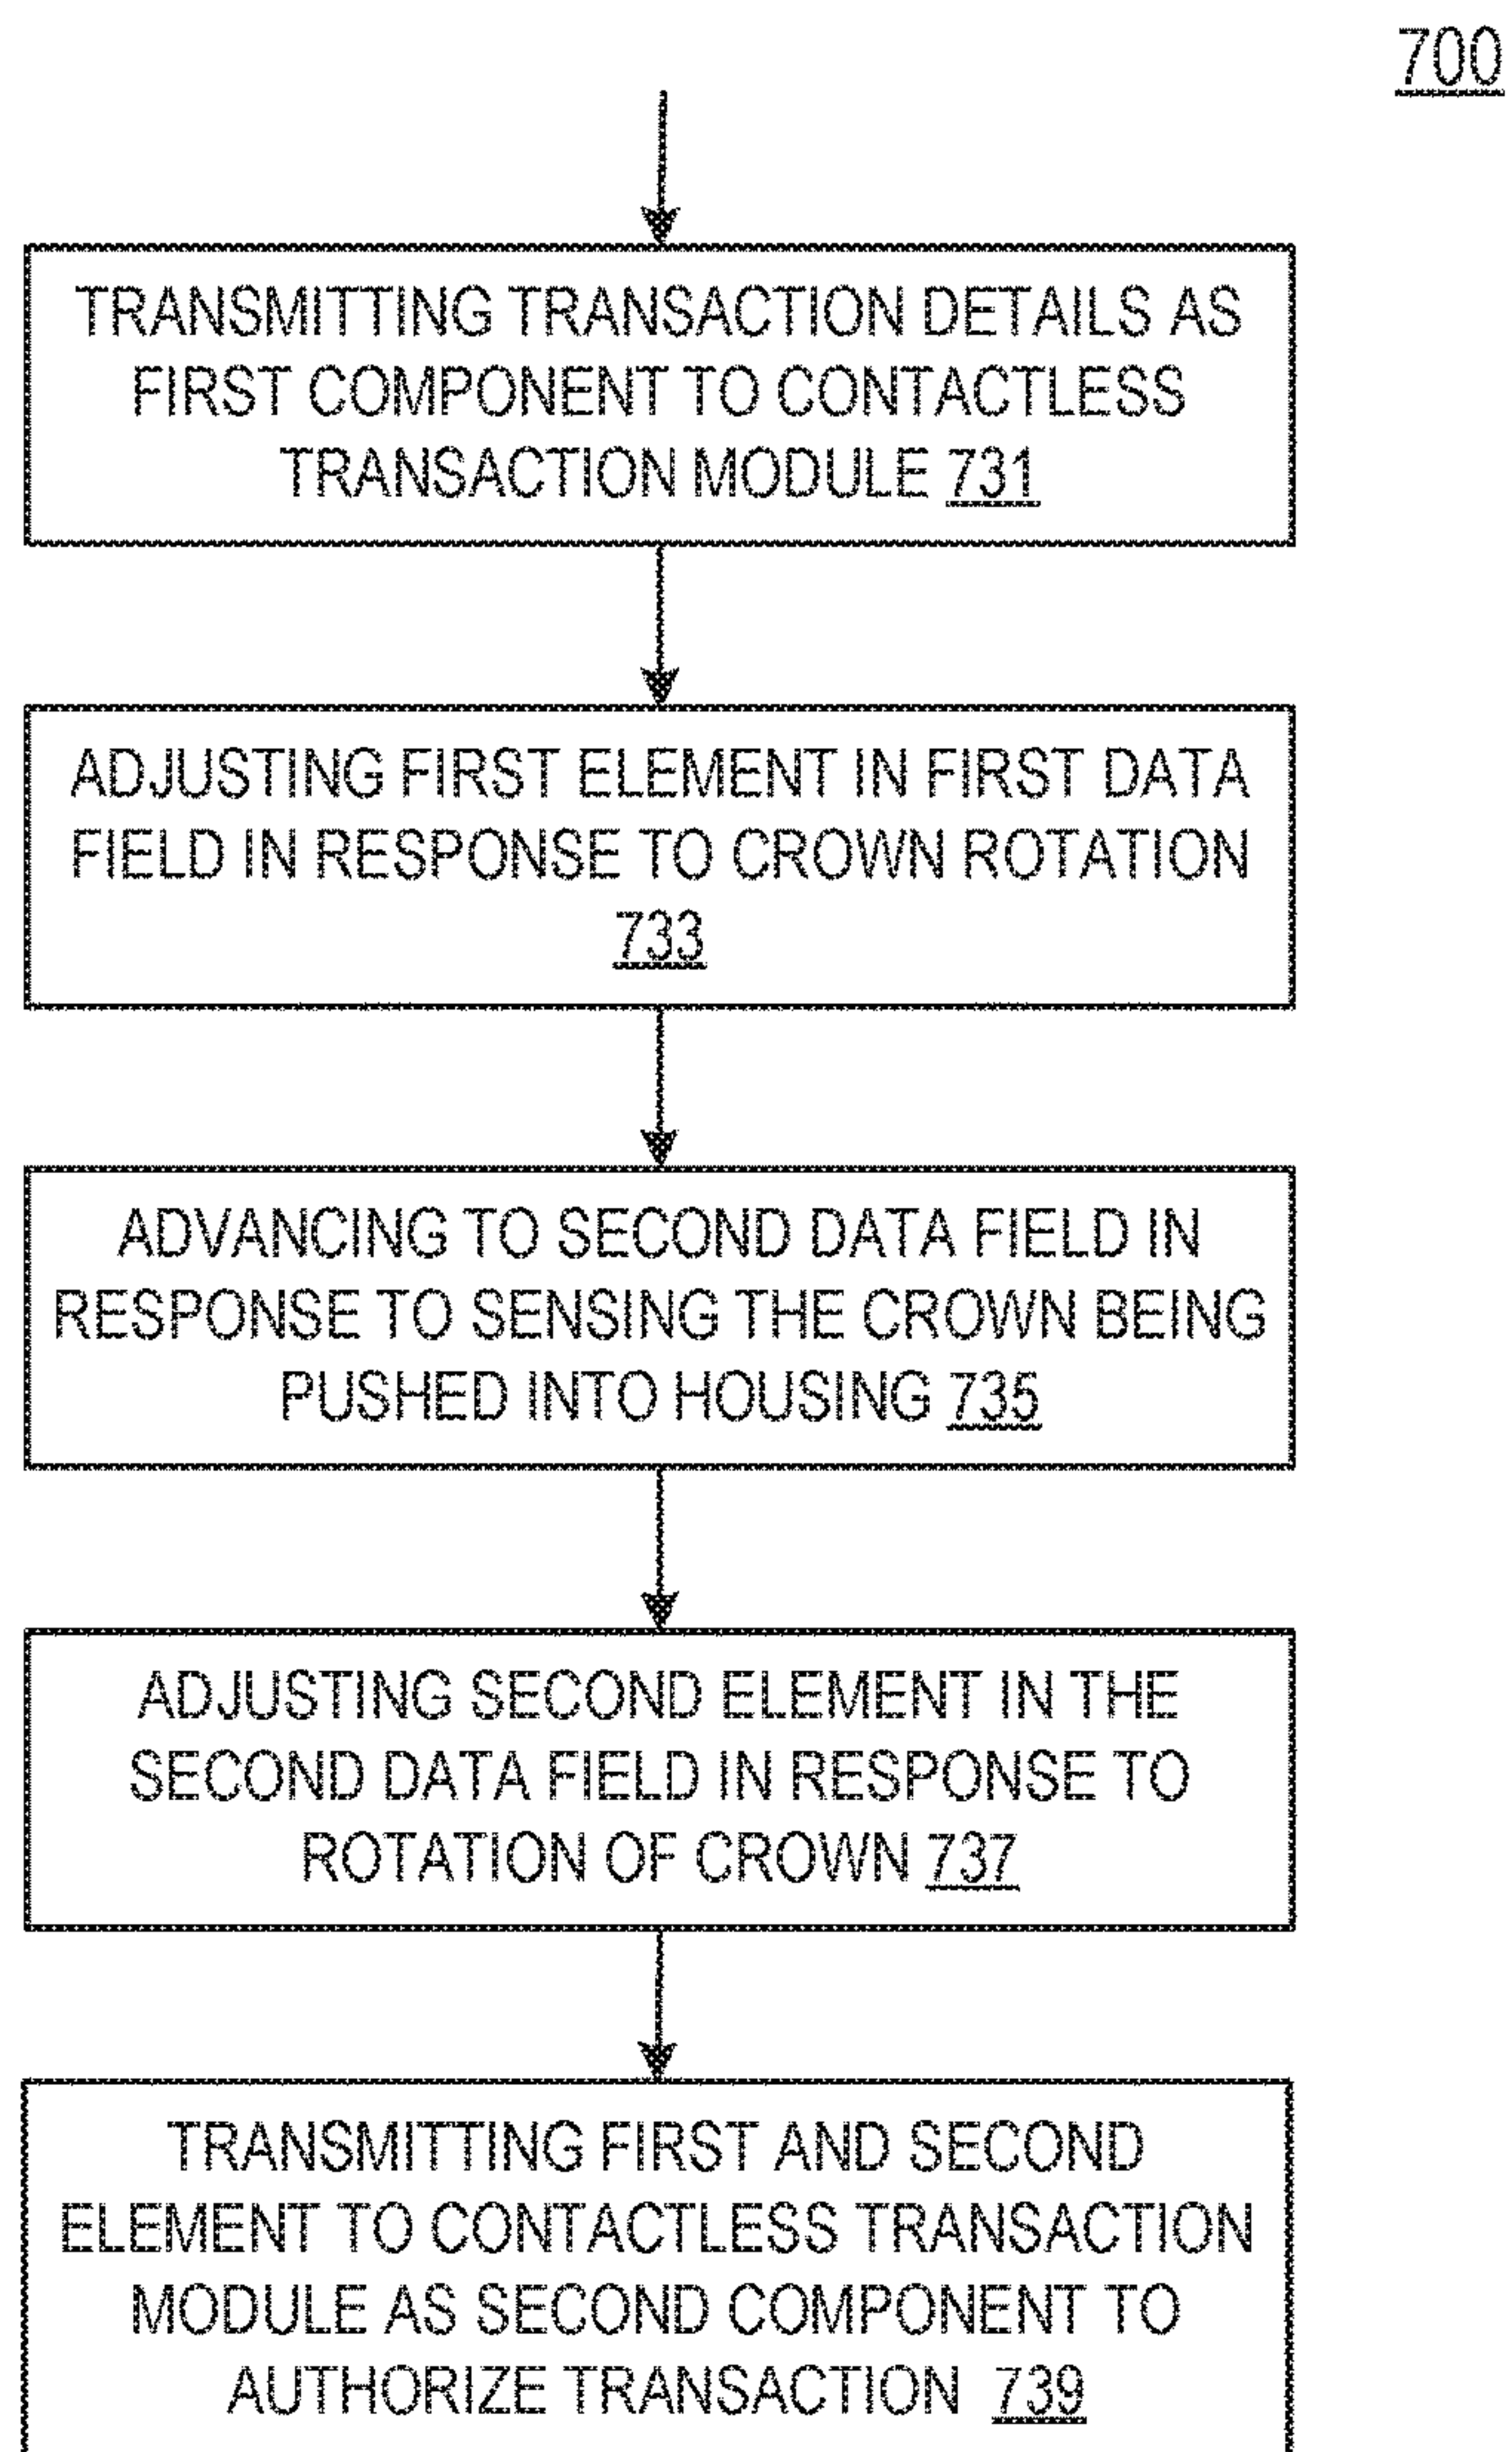 700
TRANSMITTING TRANSACTION DETAILS AS
FIRST COMPONENT TO CONTACTLESS
TRANSACTION MODULE 731
ADJUSTING FIRST ELEMENT IN FIRST DATA
FIELD IN RESPONSE TO CROWN ROTATION
733
ADVANCING TO SECOND DATA FIELD IN
RESPONSE TO SENSING THE CROWN BEING
PUSHED INTO HOUSING 735
ADJUSTING SECOND ELEMENT IN THE
SECOND DATA FIELD IN RESPONSE TO
ROTATION OF CROWN 737
TRANSMITTING FIRST AND SECOND
ELEMENT TO CONTACTLESS TRANSACTION
MODULE AS SECOND COMPONENT TO
AUTHORIZE TRANSACTION 739